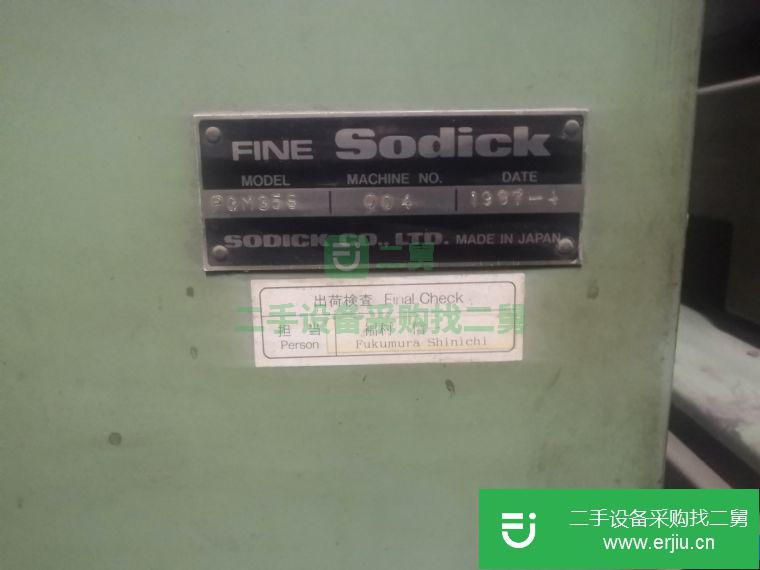 FINE Sodick
MODEL MACHINE NO. DATE
004 1997-4
SODICK CO., LTD. MADE IN JAPAN
二舅
出荷検査 Final Check
二手设备采购找二舅
担当
Person
Fukumura Shinichi
二手设备采购找二舅
www.erjiu.cn